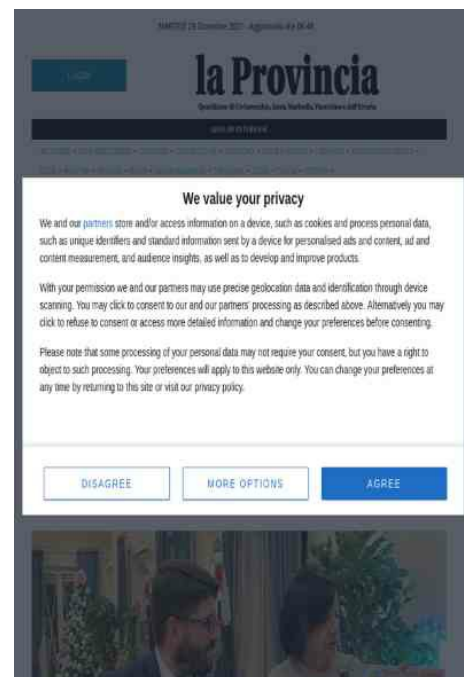 la Provincia
We value your privacy
We and our partners store and/or access information on a device, such as cookies and process personal data,
such as unique identifiers and standard information sent by a device for personalised ads and content, ad and
content measurement, and audience insights, as well as to develop and improve products.
With your permission we and our partners may use precise geolocation data and identification through device
scanning. You may click to consent to our and our partners' processing as described above. Alternatively you may
click to refuse to consent or access more detailed information and change your preferences before consenting.
Please note that some processing of your personal data may not require your consent, but you have a right to
object to such processing. Your preferences will apply to this website only. You can change your preferences at
any time by returning to this site or visit our privacy policy.
DISAGREE
MORE OPTIONS
AGREE